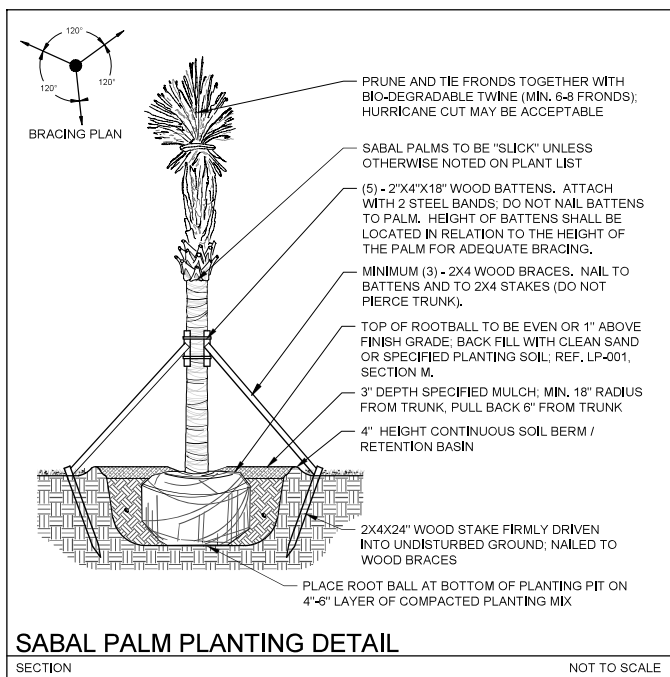 120°
120°
120°
BRACING PLAN
PRUNE AND TIE FRONDS TOGETHER WITH
BIO-DEGRADABLE TWINE (MIN. 6-8 FRONDS);
HURRICANE CUT MAY BE ACCEPTABLE
SABAL PALMS TO BE "SLICK" UNLESS
OTHERWISE NOTED ON PLANT LIST
(5) - 2"X4"X18" WOOD BATTENS. ATTACH
WITH 2 STEEL BANDS; DO NOT NAIL BATTENS
TO PALM. HEIGHT OF BATTENS SHALL BE
LOCATED IN RELATION TO THE HEIGHT OF
THE PALM FOR ADEQUATE BRACING.
MINIMUM (3) - 2X4 WOOD BRACES. NAIL TO
BATTENS AND TO 2X4 STAKES (DO NOT
PIERCE TRUNK).
TOP OF ROOTBALL TO BE EVEN OR 1" ABOVE
FINISH GRADE; BACK FILL WITH CLEAN SAND
OR SPECIFIED PLANTING SOIL; REF. LP-001,
SECTION M.
3" DEPTH SPECIFIED MULCH; MIN. 18" RADIUS
FROM TRUNK, PULL BACK 6" FROM TRUNK
4" HEIGHT CONTINUOUS SOIL BERM /
RETENTION BASIN
2X4X24" WOOD STAKE FIRMLY DRIVEN
INTO UNDISTURBED GROUND; NAILED TO
WOOD BRACES
PLACE ROOT BALL AT BOTTOM OF PLANTING PIT ON
4"-6" LAYER OF COMPACTED PLANTING MIX
SABAL PALM PLANTING DETAIL
SECTION
NOT TO SCALE